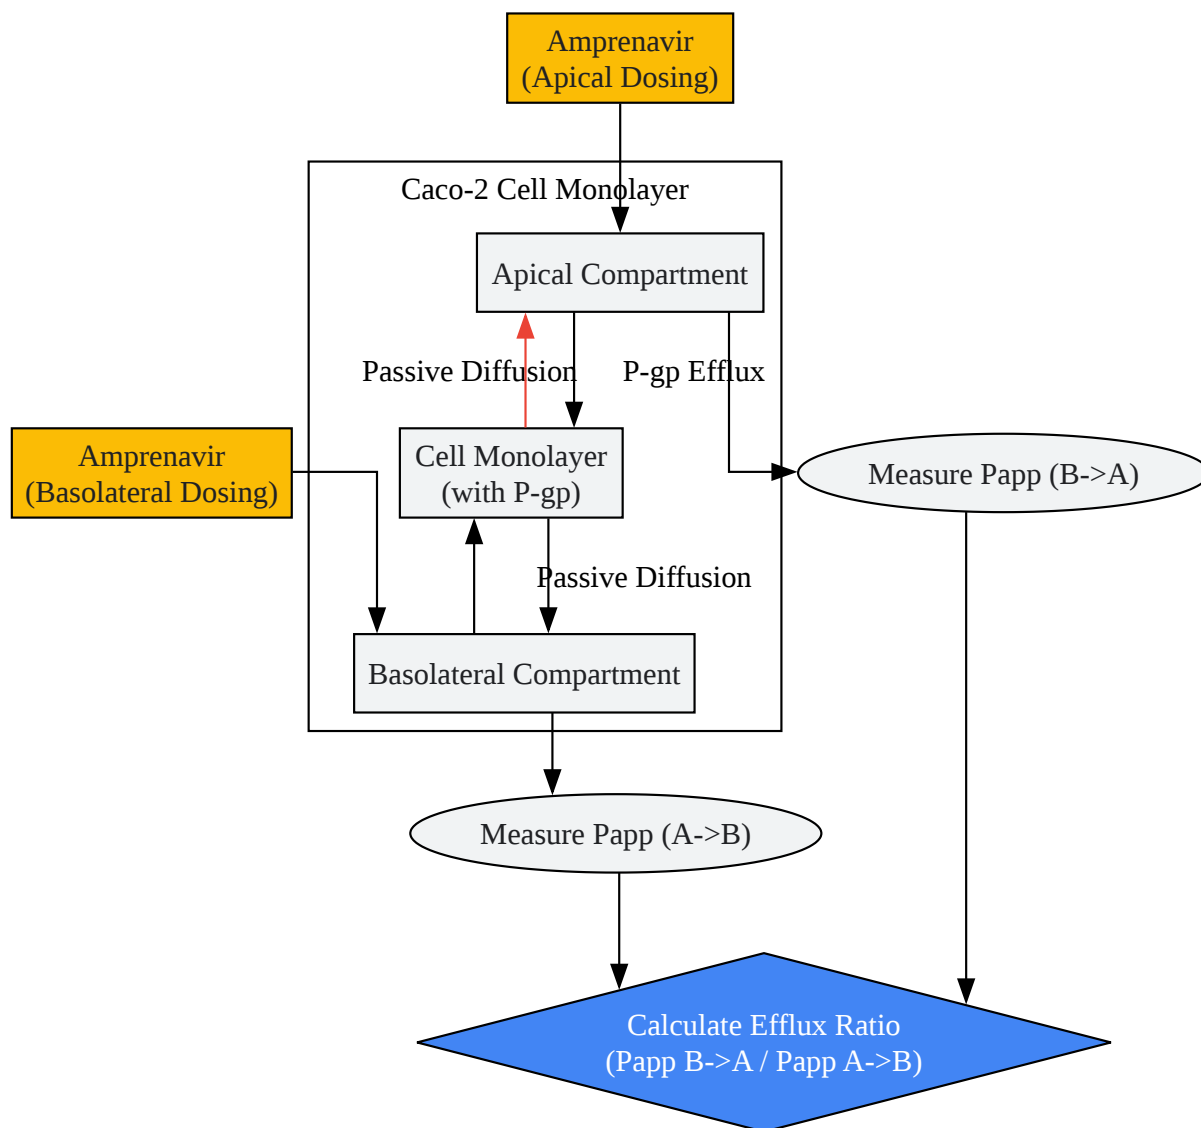 Amprenavir
(Apical Dosing)
Caco-2 Cell Monolayer
Apical Compartment
Passive Diffusion
P-gp Efflux
Amprenavir
(Basolateral Dosing)
Cell Monolayer
(with P-gp)
Measure Papp (B->A)
Passive Diffusion
Basolateral Compartment
Measure Papp (A->B)
Calculate Efflux Ratio
(Papp B->A / Papp A->B)